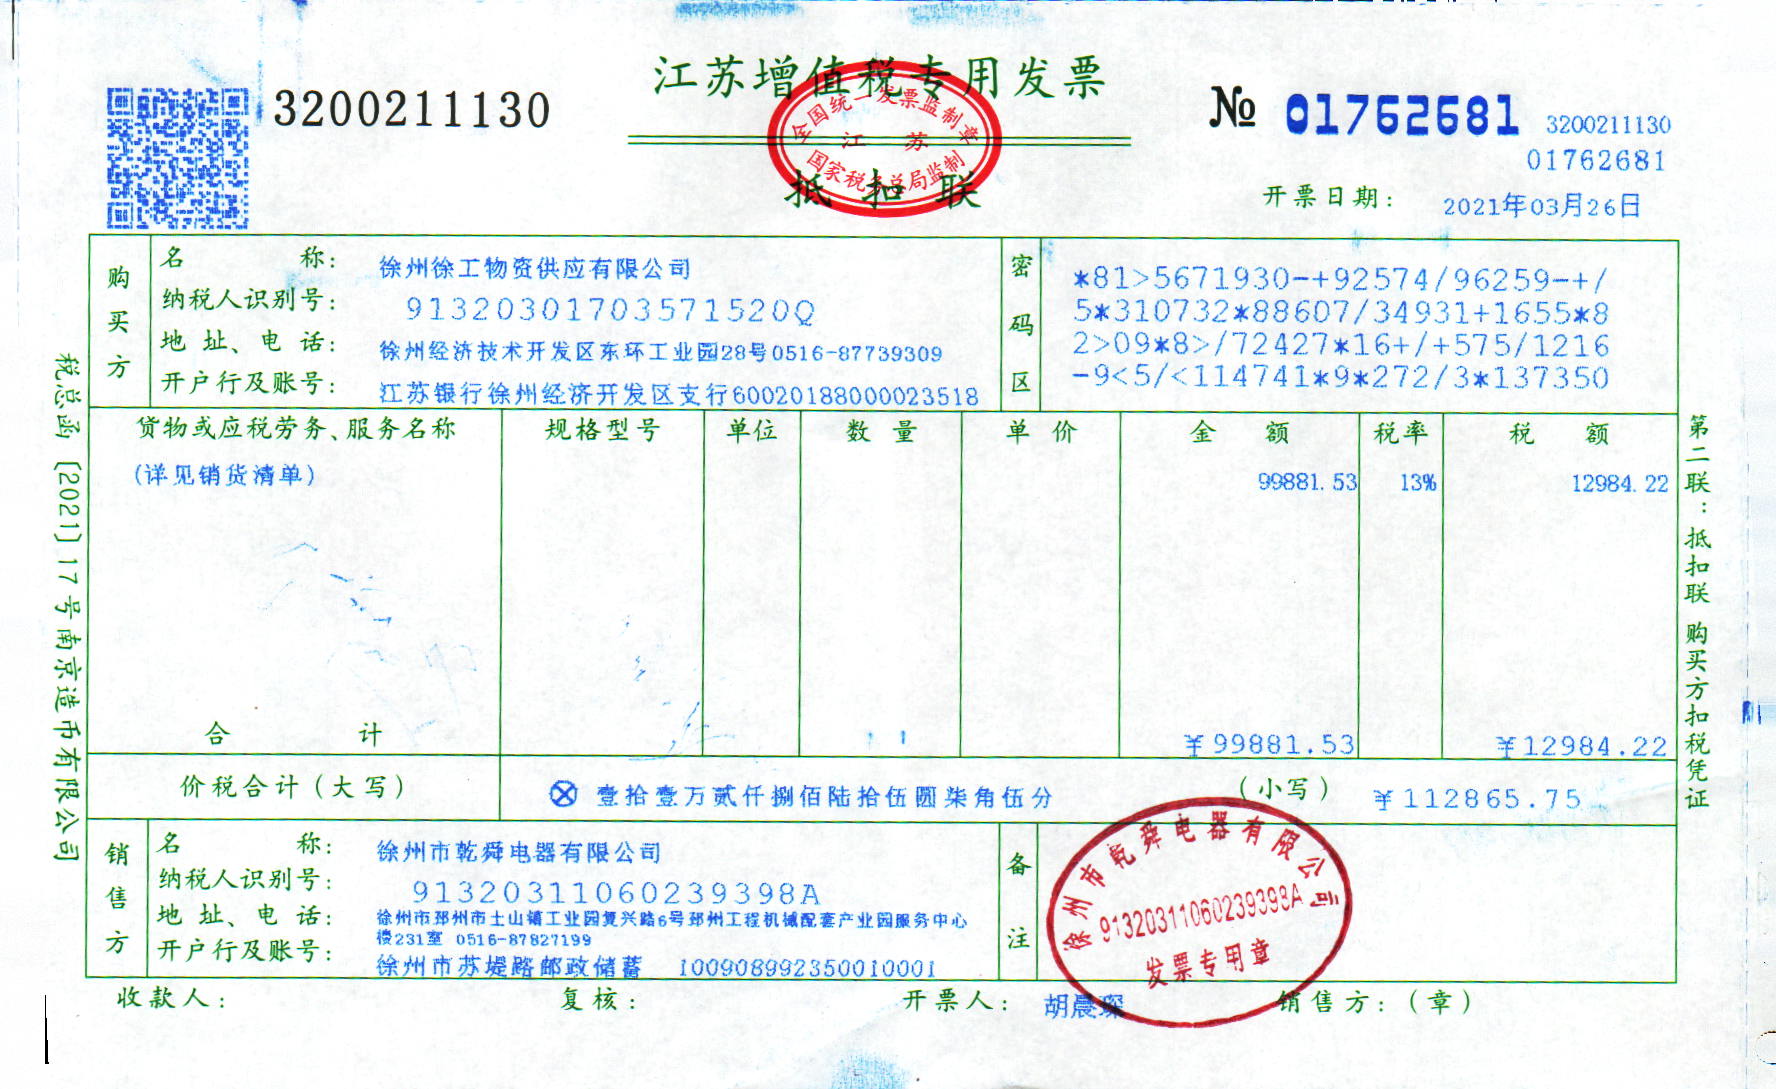 江苏增值税专用发票
3200211130
№ 01762681
3200211130
01762681
全国统一发票监制章
江 苏
国家税务总局监制
抵 扣 联
开票日期: 2021年03月26日
购买方
名 称: 徐州徐工物资供应有限公司
纳税人识别号: 91320301703571520Q
地 址、电 话: 徐州经济技术开发区东环工业园28号0516-87739309
开户行及账号: 江苏银行徐州经济开发区支行60020188000023518
密码区
*81>5671930-+92574/96259-+/
5*310732*88607/34931+1655*8
2>09*8>/72427*16+/+575/1216
-9<5/<114741*9*272/3*137350
货物或应税劳务、服务名称 规格型号 单位 数 量 单 价 金 额 税率 税 额
(详见销货清单) 99881.53 13% 12984.22
合 计 ¥99881.53 ¥12984.22
价税合计(大写) ⊗ 壹拾壹万贰仟捌佰陆拾伍圆柒角伍分 (小写) ¥112865.75
销售方
名 称: 徐州市乾舜电器有限公司
纳税人识别号: 91320311060239398A
地 址、电 话: 徐州市邳州市土山镇工业园复兴路6号邳州工程机械配套产业园服务中心
楼231室 0516-87827199
开户行及账号: 徐州市苏堤路邮政储蓄 100908992350010001
备注
徐州市乾舜电器有限公司
91320311060239398A
发票专用章
收款人: 复核: 开票人: 胡晨琛 销售方:(章)
税总函〔2021〕17号南京造币有限公司
第二联:抵扣联 购买方扣税凭证